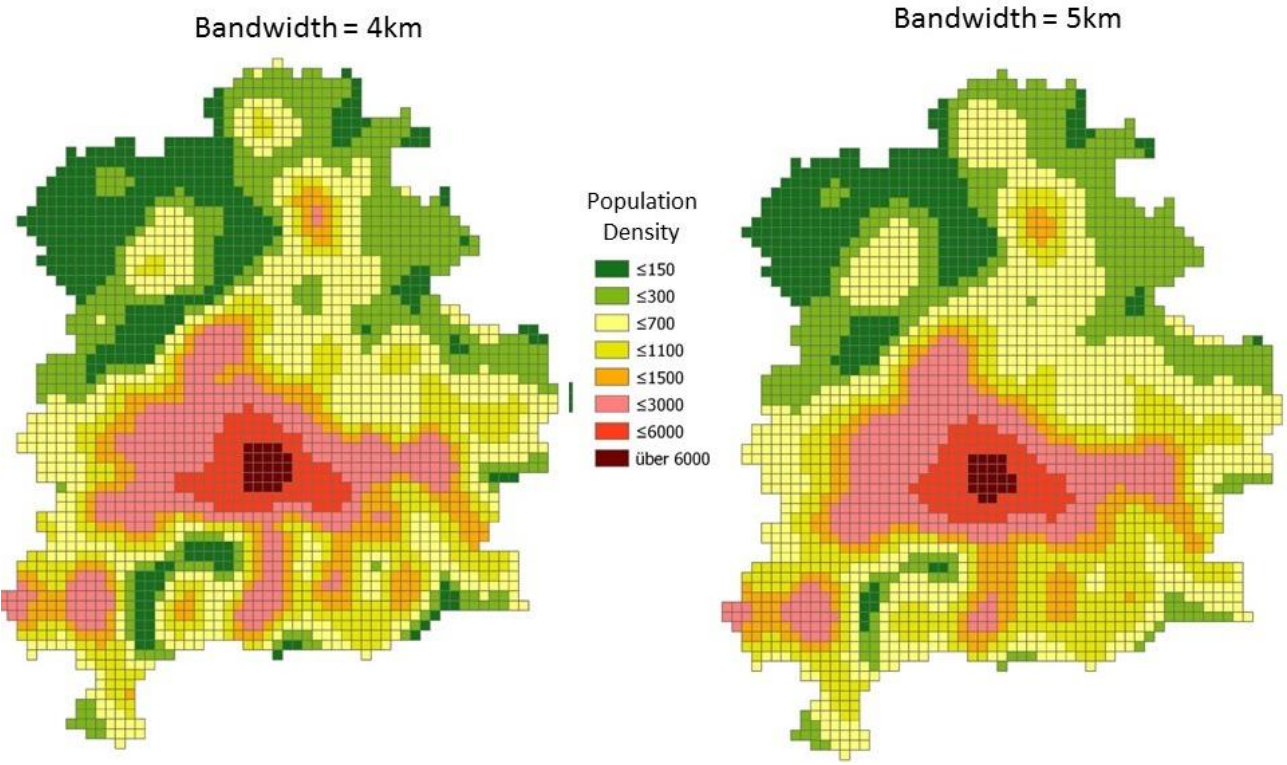 Bandwidth = 4km
Bandwidth = 5km
Population
Density
≤150
≤300
≤700
≤1100
≤1500
≤3000
≤6000
über 6000